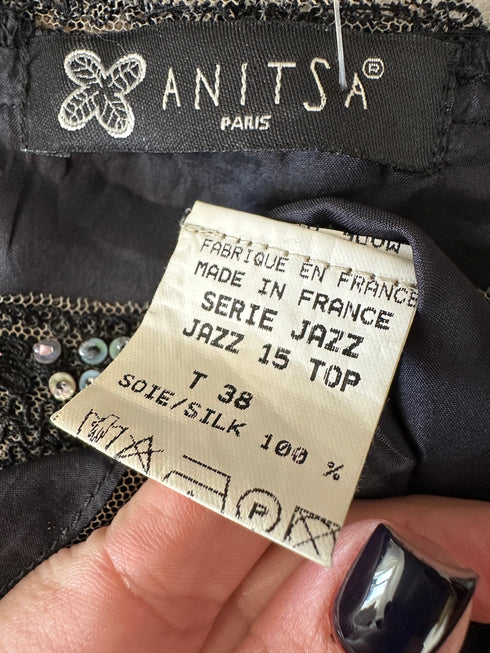 ANITSA®
PARIS
FABRIQUE EN FRANCE
MADE IN FRANCE
SERIE JAZZ
JAZZ 15 TOP
T 38
SOIE/SILK 100 %
P